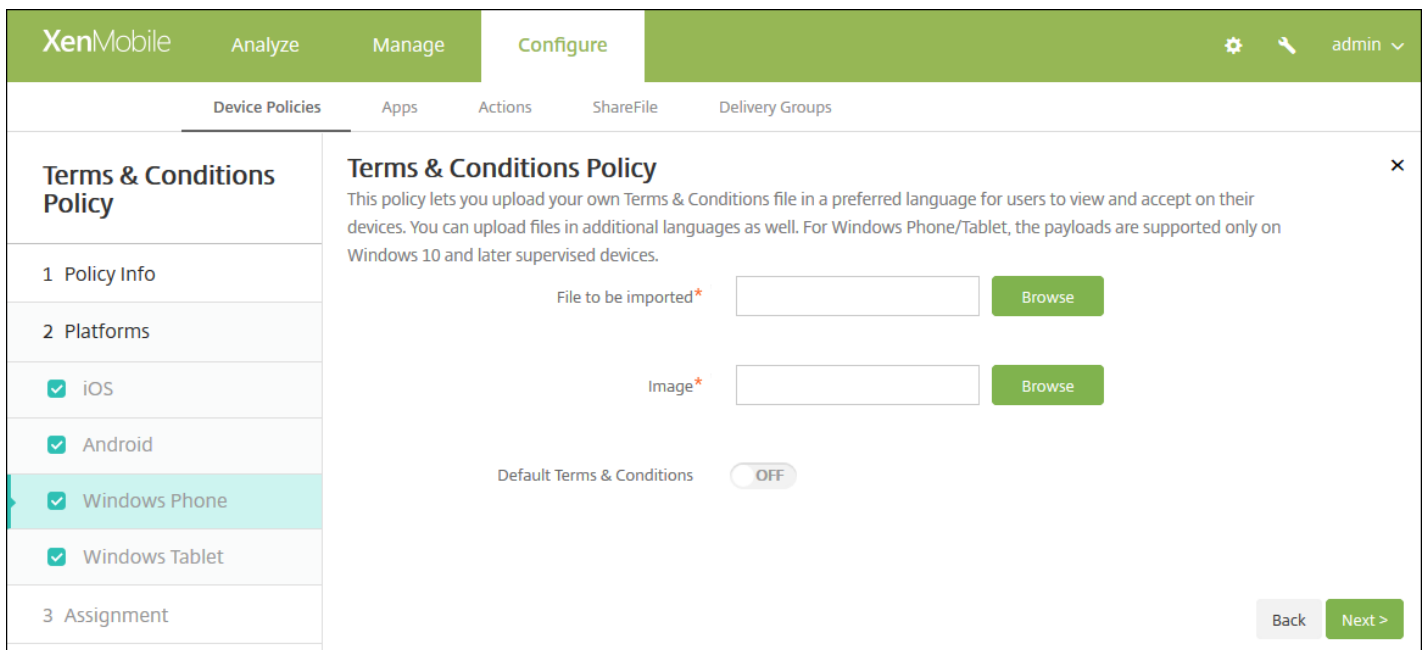 XenMobile Analyze Manage Configure admin
Device Policies Apps Actions ShareFile Delivery Groups
Terms & Conditions
Policy
1 Policy Info
2 Platforms
iOS
Android
Windows Phone
Windows Tablet
3 Assignment
Terms & Conditions Policy
This policy lets you upload your own Terms & Conditions file in a preferred language for users to view and accept on their
devices. You can upload files in additional languages as well. For Windows Phone/Tablet, the payloads are supported only on
Windows 10 and later supervised devices.
File to be imported* Browse
Image* Browse
Default Terms & Conditions OFF
Back Next >